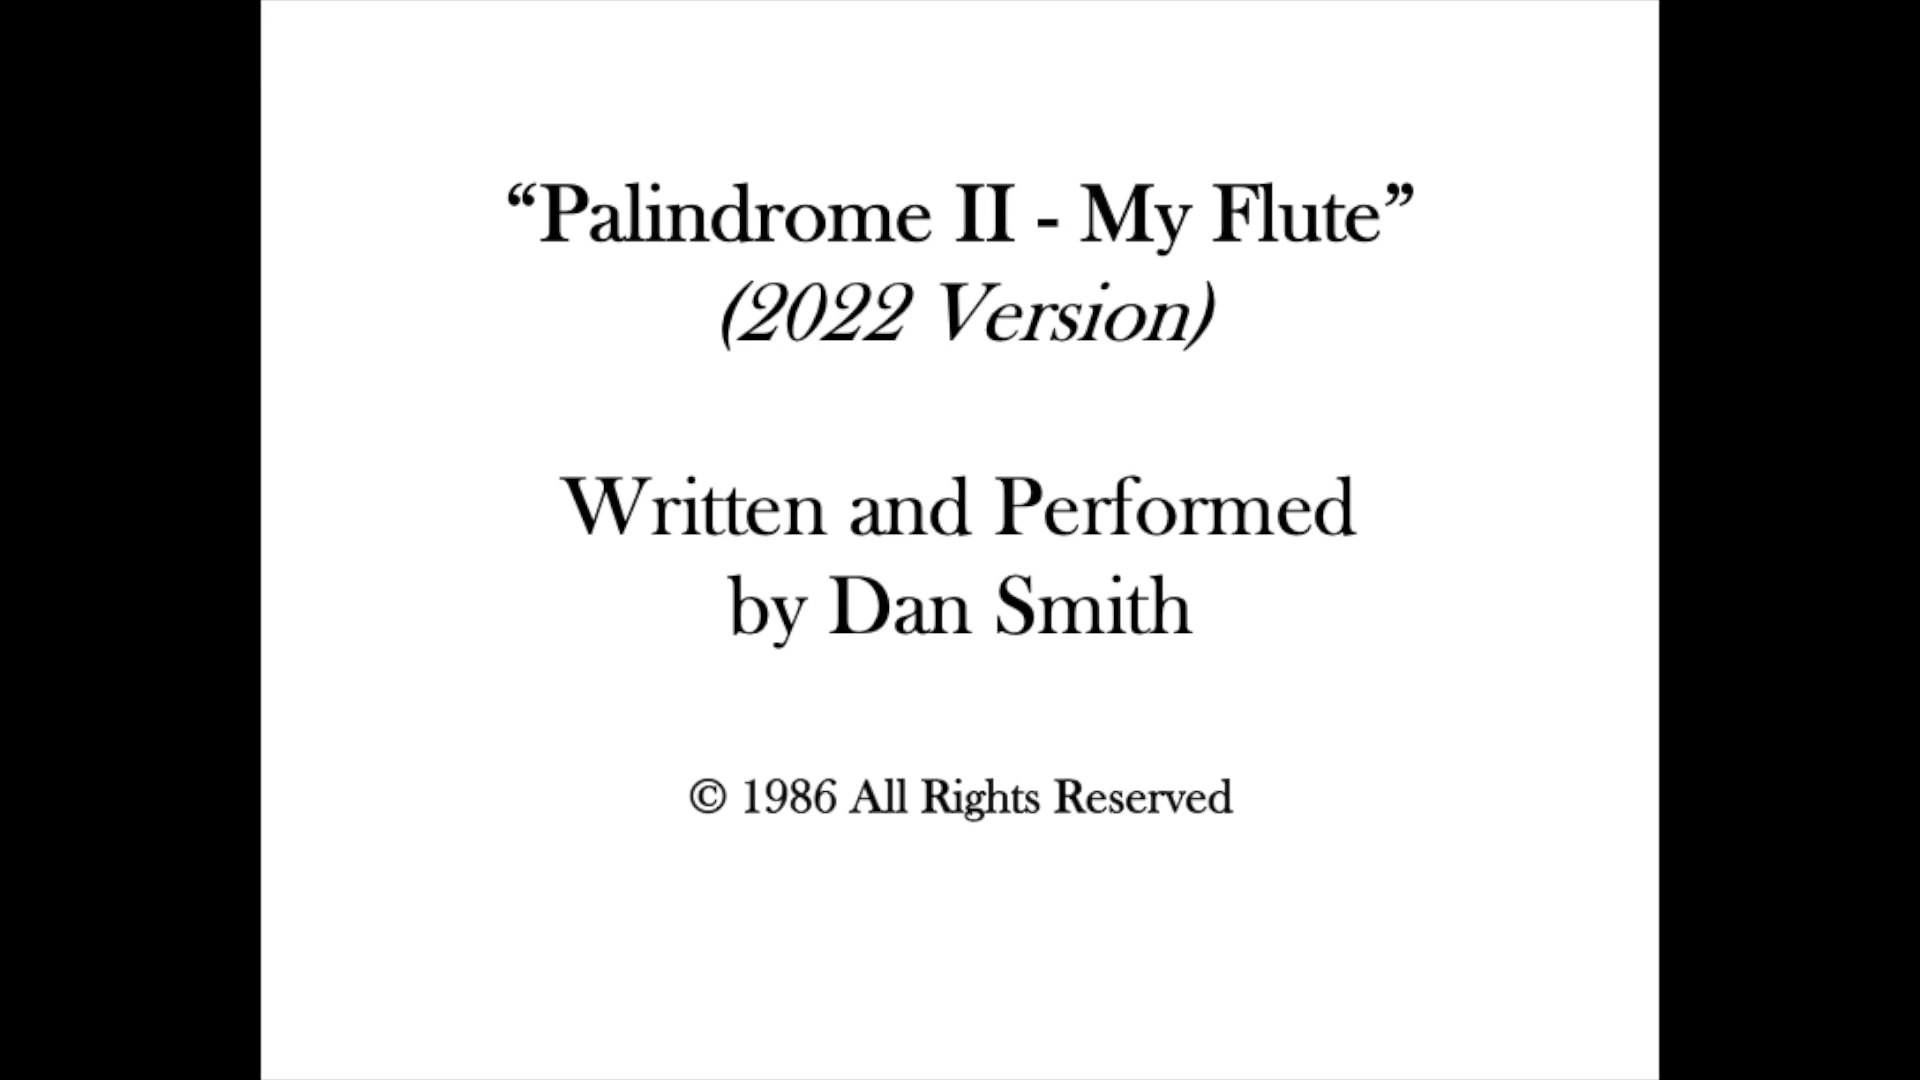 “Palindrome II - My Flute”
(2022 Version)
Written and Performed
by Dan Smith
© 1986 All Rights Reserved